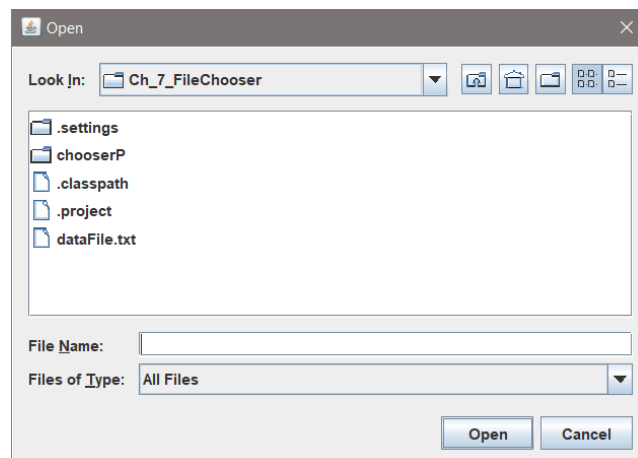 Open
Look In: Ch_7_FileChooser
.settings
chooserP
.classpath
.project
dataFile.txt
File Name:
Files of Type: All Files
Open Cancel